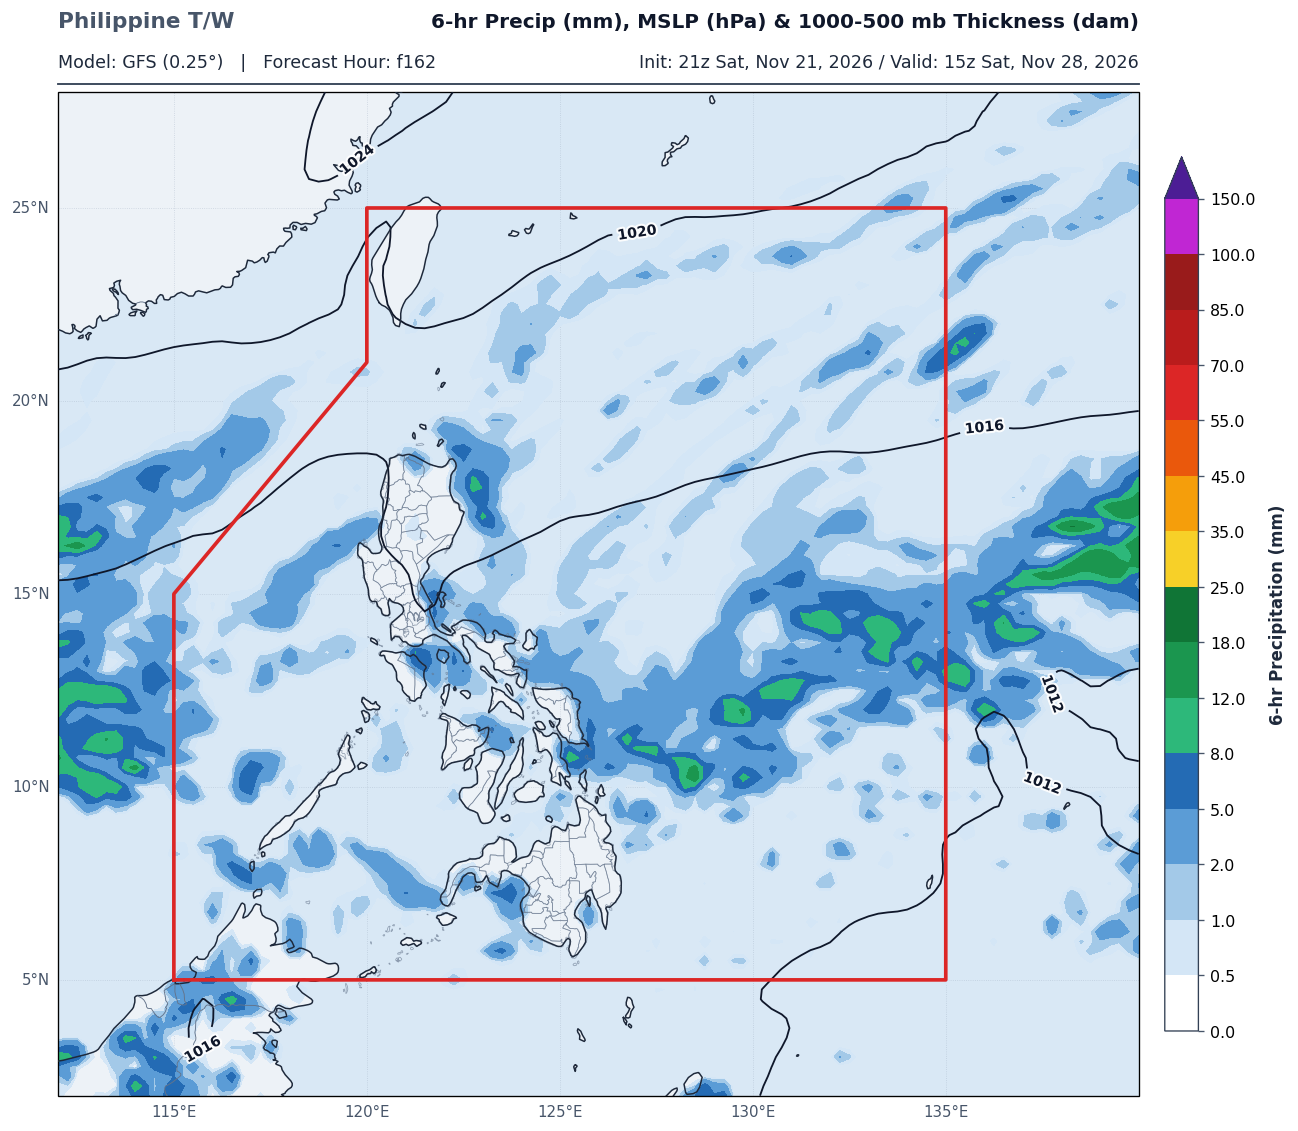 Philippine T/W
6-hr Precip (mm), MSLP (hPa) & 1000-500 mb Thickness (dam)
Model: GFS (0.25°) | Forecast Hour: f162
Init: 21z Sat, Nov 21, 2026 / Valid: 15z Sat, Nov 28, 2026
1024
1020
1016
1012
1012
1016
25°N
20°N
15°N
10°N
5°N
115°E
120°E
125°E
130°E
135°E
150.0
100.0
85.0
70.0
55.0
45.0
35.0
25.0
18.0
12.0
8.0
5.0
2.0
1.0
0.5
0.0
6-hr Precipitation (mm)